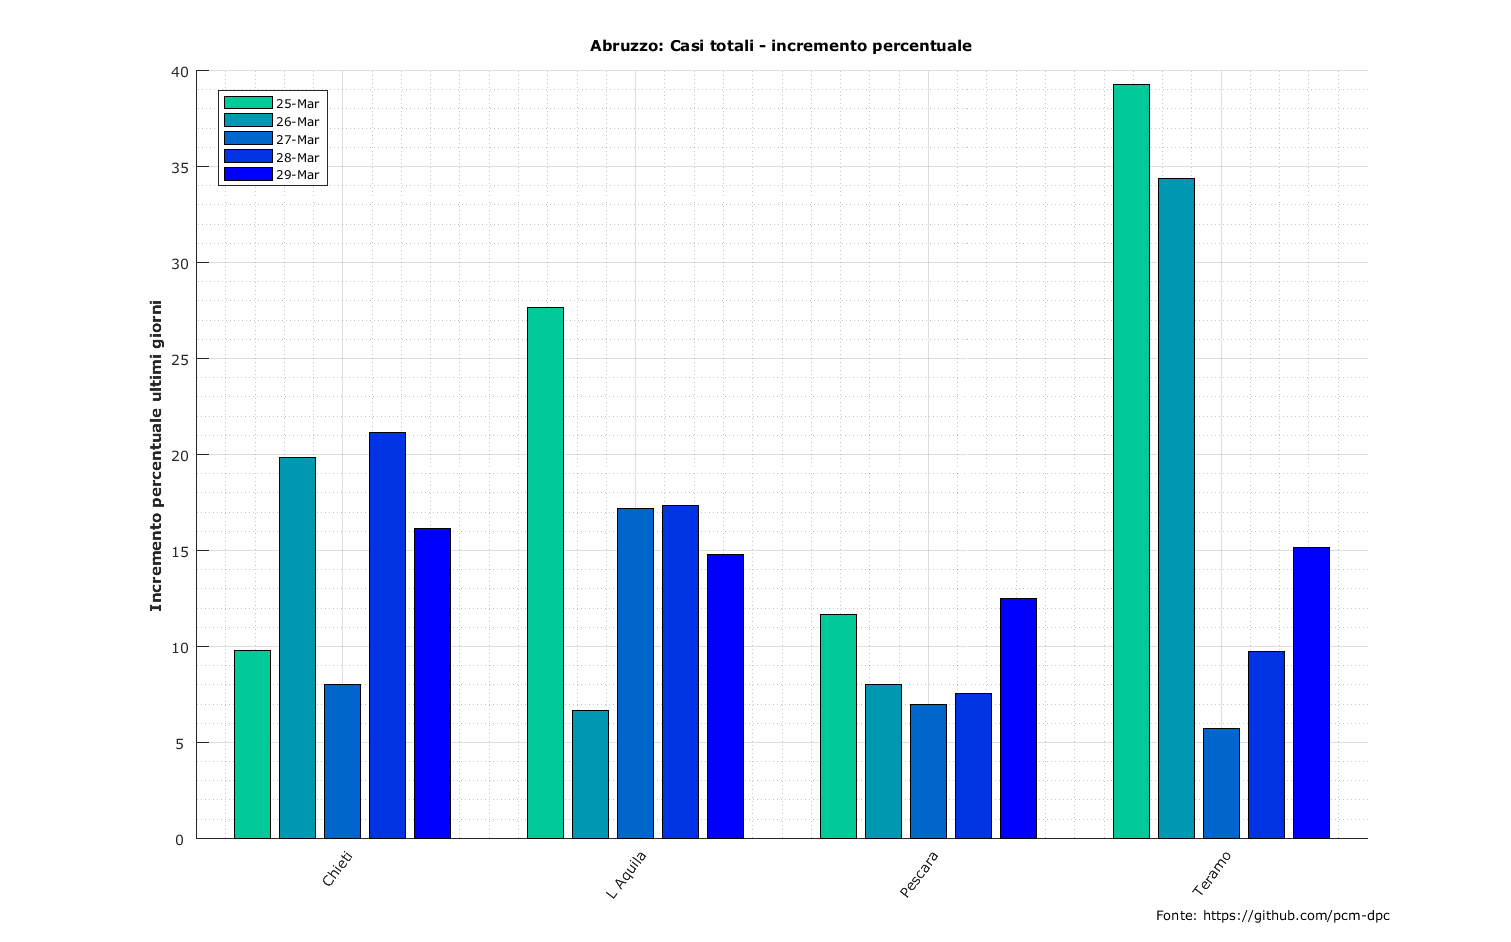 Abruzzo: Casi totali - incremento percentuale
40
35
30
25
20
15
10
5
0
25-Mar
26-Mar
27-Mar
28-Mar
29-Mar
Incremento percentuale ultimi giorni
Chieti
L Aquila
Pescara
Teramo
Fonte: https://github.com/pcm-dpc